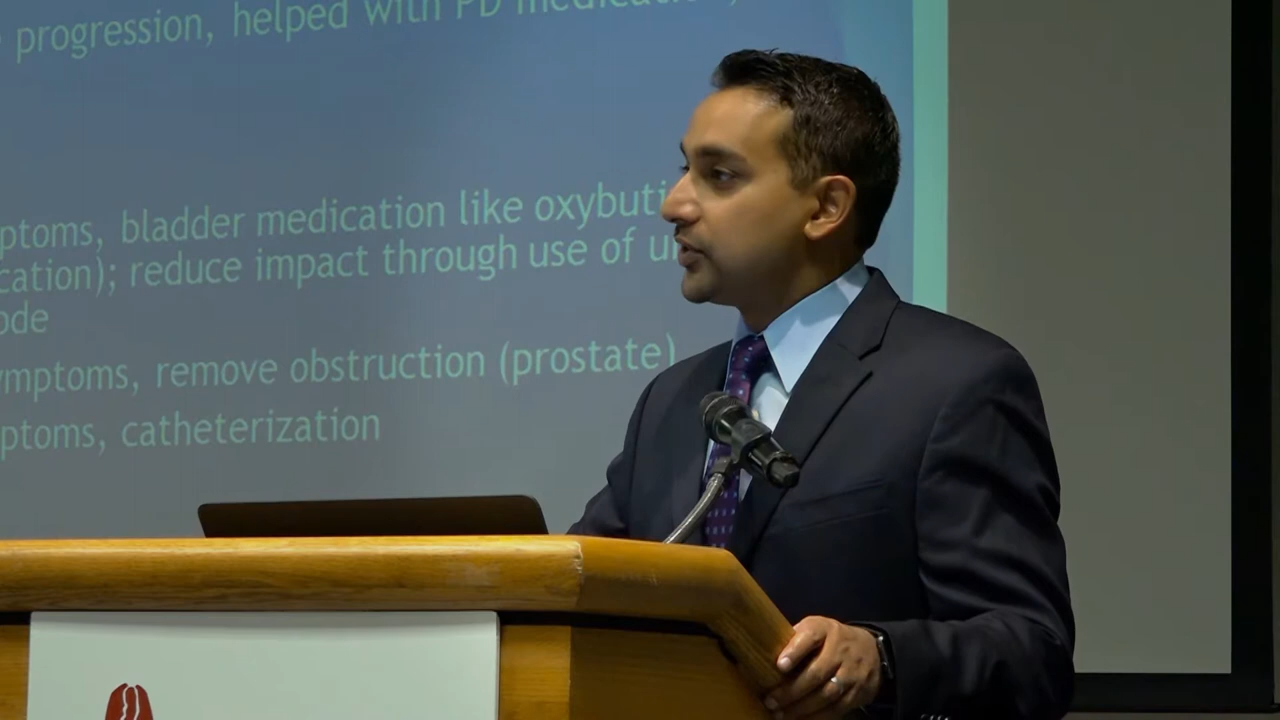 progression, helped with PD
ptoms, bladder medication like oxybuti
cation); reduce impact through use of
ode
ymptoms, remove obstruction (prostate)
ptoms, catheterization